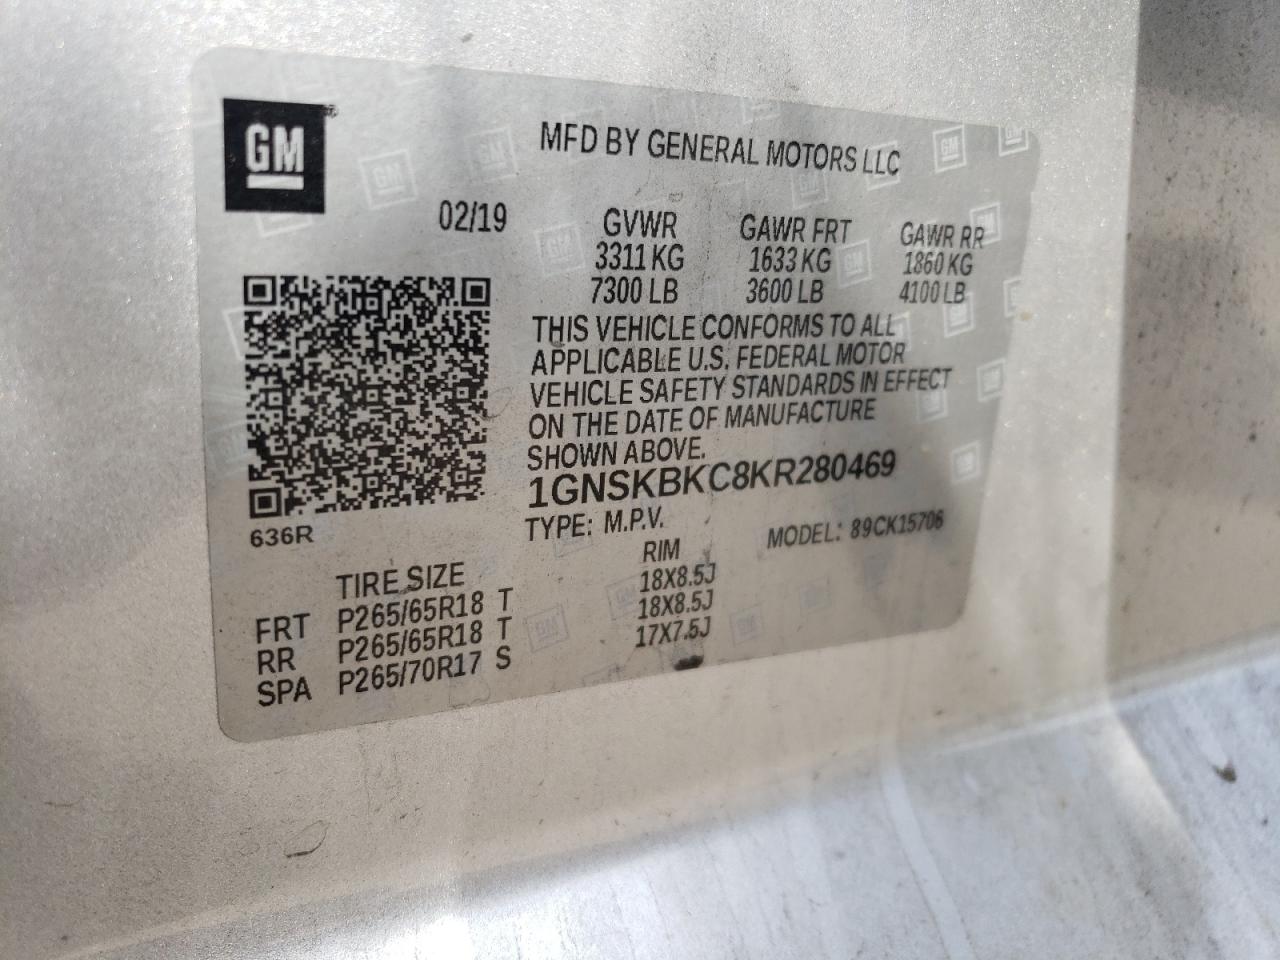 GM
MFD BY GENERAL MOTORS LLC
02/19
GVWR GAWR FRT GAWR RR
3311 KG 1633 KG 1860 KG
7300 LB 3600 LB 4100 LB
THIS VEHICLE CONFORMS TO ALL
APPLICABLE U.S. FEDERAL MOTOR
VEHICLE SAFETY STANDARDS IN EFFECT
ON THE DATE OF MANUFACTURE
SHOWN ABOVE.
1GNSKBKC8KR280469
636R
TYPE: M.P.V. MODEL: 89CK15706
TIRE SIZE RIM
FRT P265/65R18 T 18X8.5J
RR P265/65R18 T 18X8.5J
SPA P265/70R17 S 17X7.5J